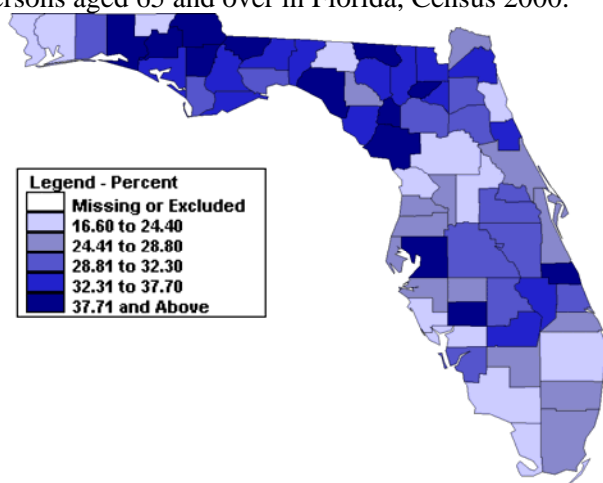 persons aged 65 and over in Florida, Census 2000.
Legend - Percent
Missing or Excluded
16.60 to 24.40
24.41 to 28.80
28.81 to 32.30
32.31 to 37.70
37.71 and Above